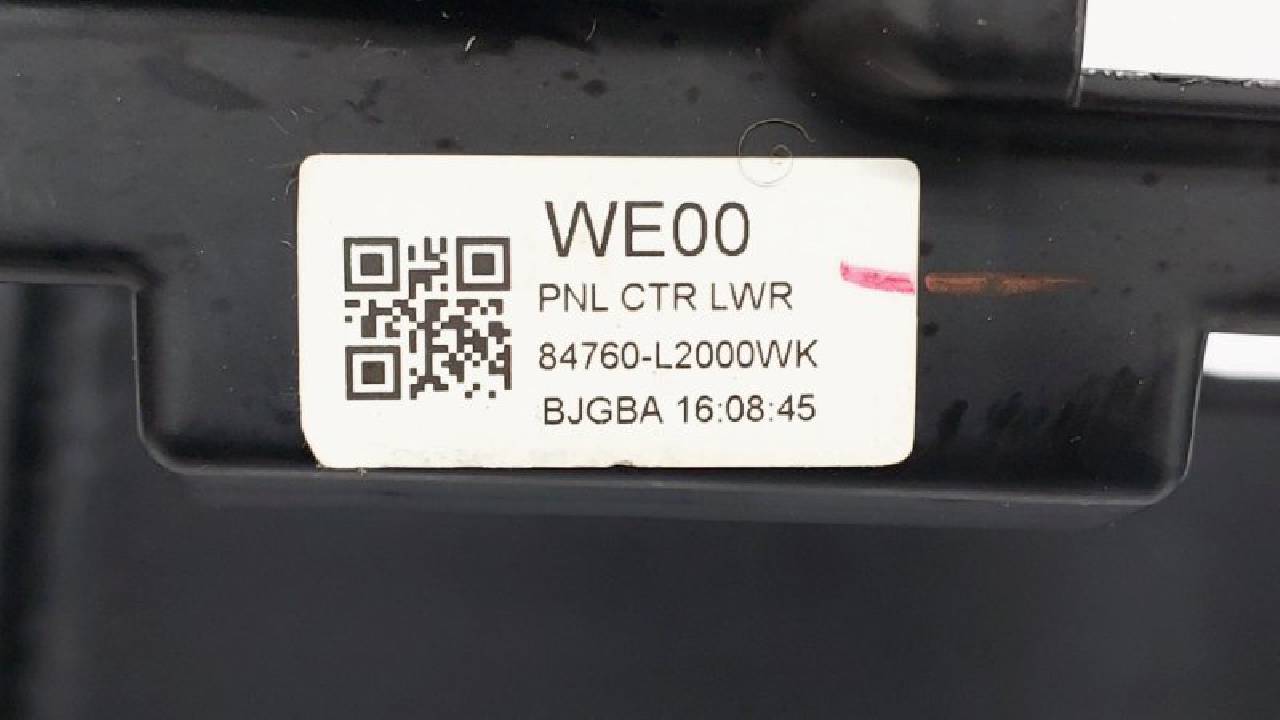 WE00
PNL CTR LWR
84760-L2000WK
BJGBA 16:08:45